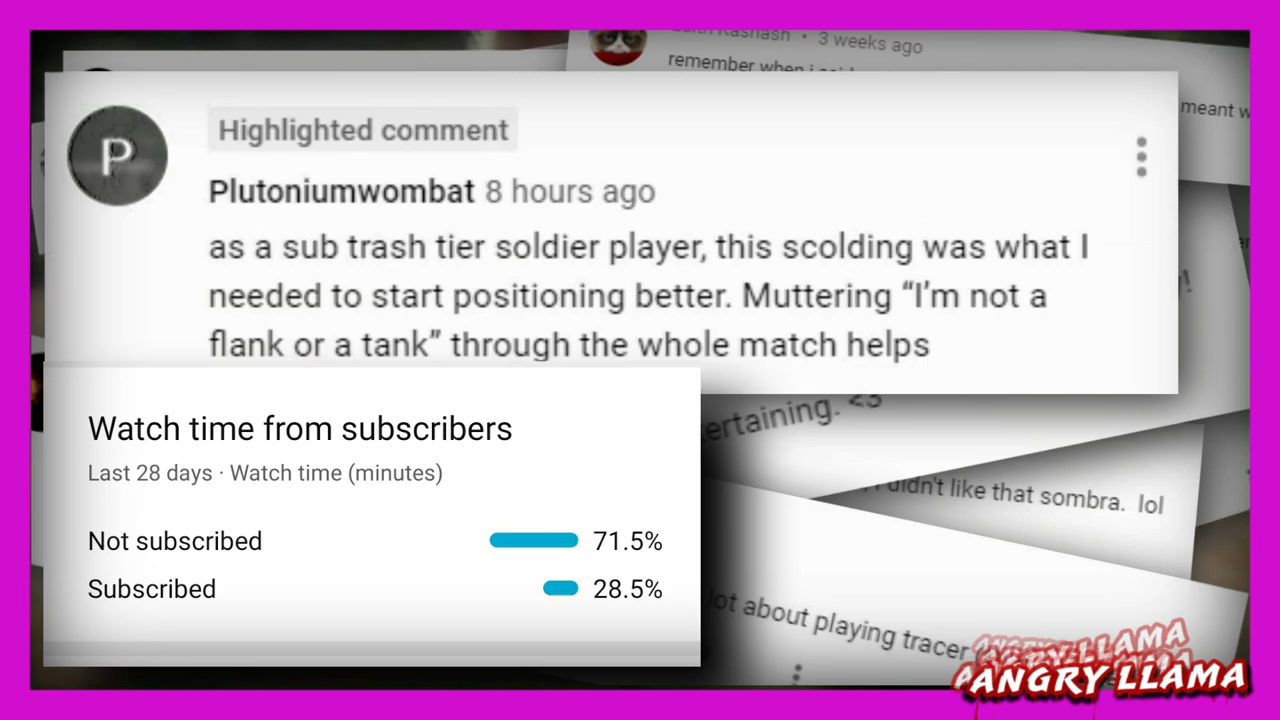 3 weeks ago
remember when i
meant
Highlighted comment
P
Plutoniumwombat 8 hours ago
as a sub trash tier soldier player, this scolding was what I
needed to start positioning better. Muttering “I’m not a
flank or a tank” through the whole match helps
<3
didn't like that sombra. lol
lot about playing tracer
Watch time from subscribers
Last 28 days · Watch time (minutes)
Not subscribed 71.5%
Subscribed 28.5%
ANGRY LLAMA
ANGRY LLAMA